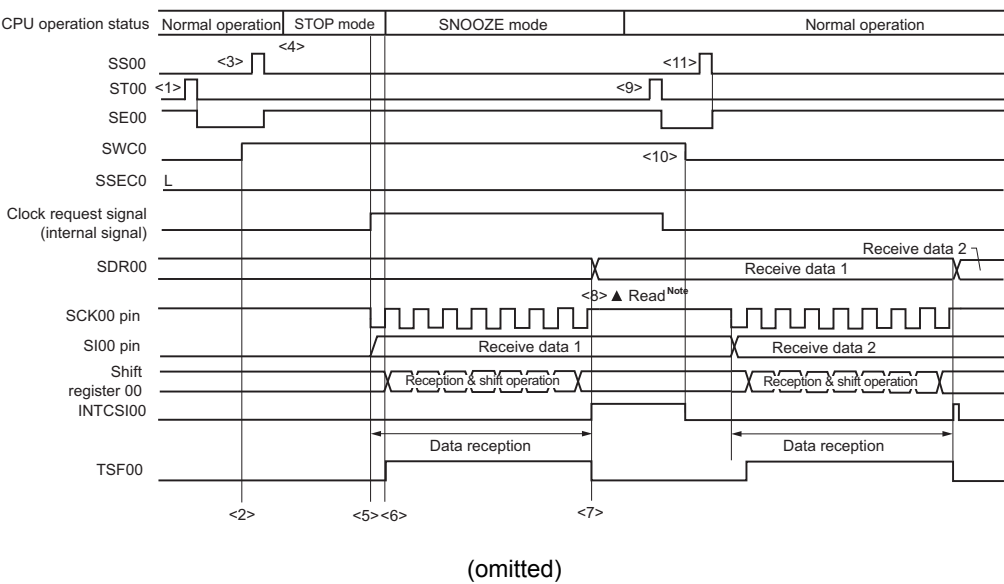 CPU operation status Normal operation STOP mode SNOOZE mode Normal operation
<4>
SS00 <3> <11>
ST00 <1> <9>
SE00
SWC0 <10>
SSEC0 L
Clock request signal
(internal signal)
Receive data 2
SDR00 Receive data 1
<8> ▲ Read Note
SCK00 pin
SI00 pin Receive data 1 Receive data 2
Shift
register 00 Reception & shift operation Reception & shift operation
INTCSI00
Data reception Data reception
TSF00
<2> <5> <6> <7>
(omitted)